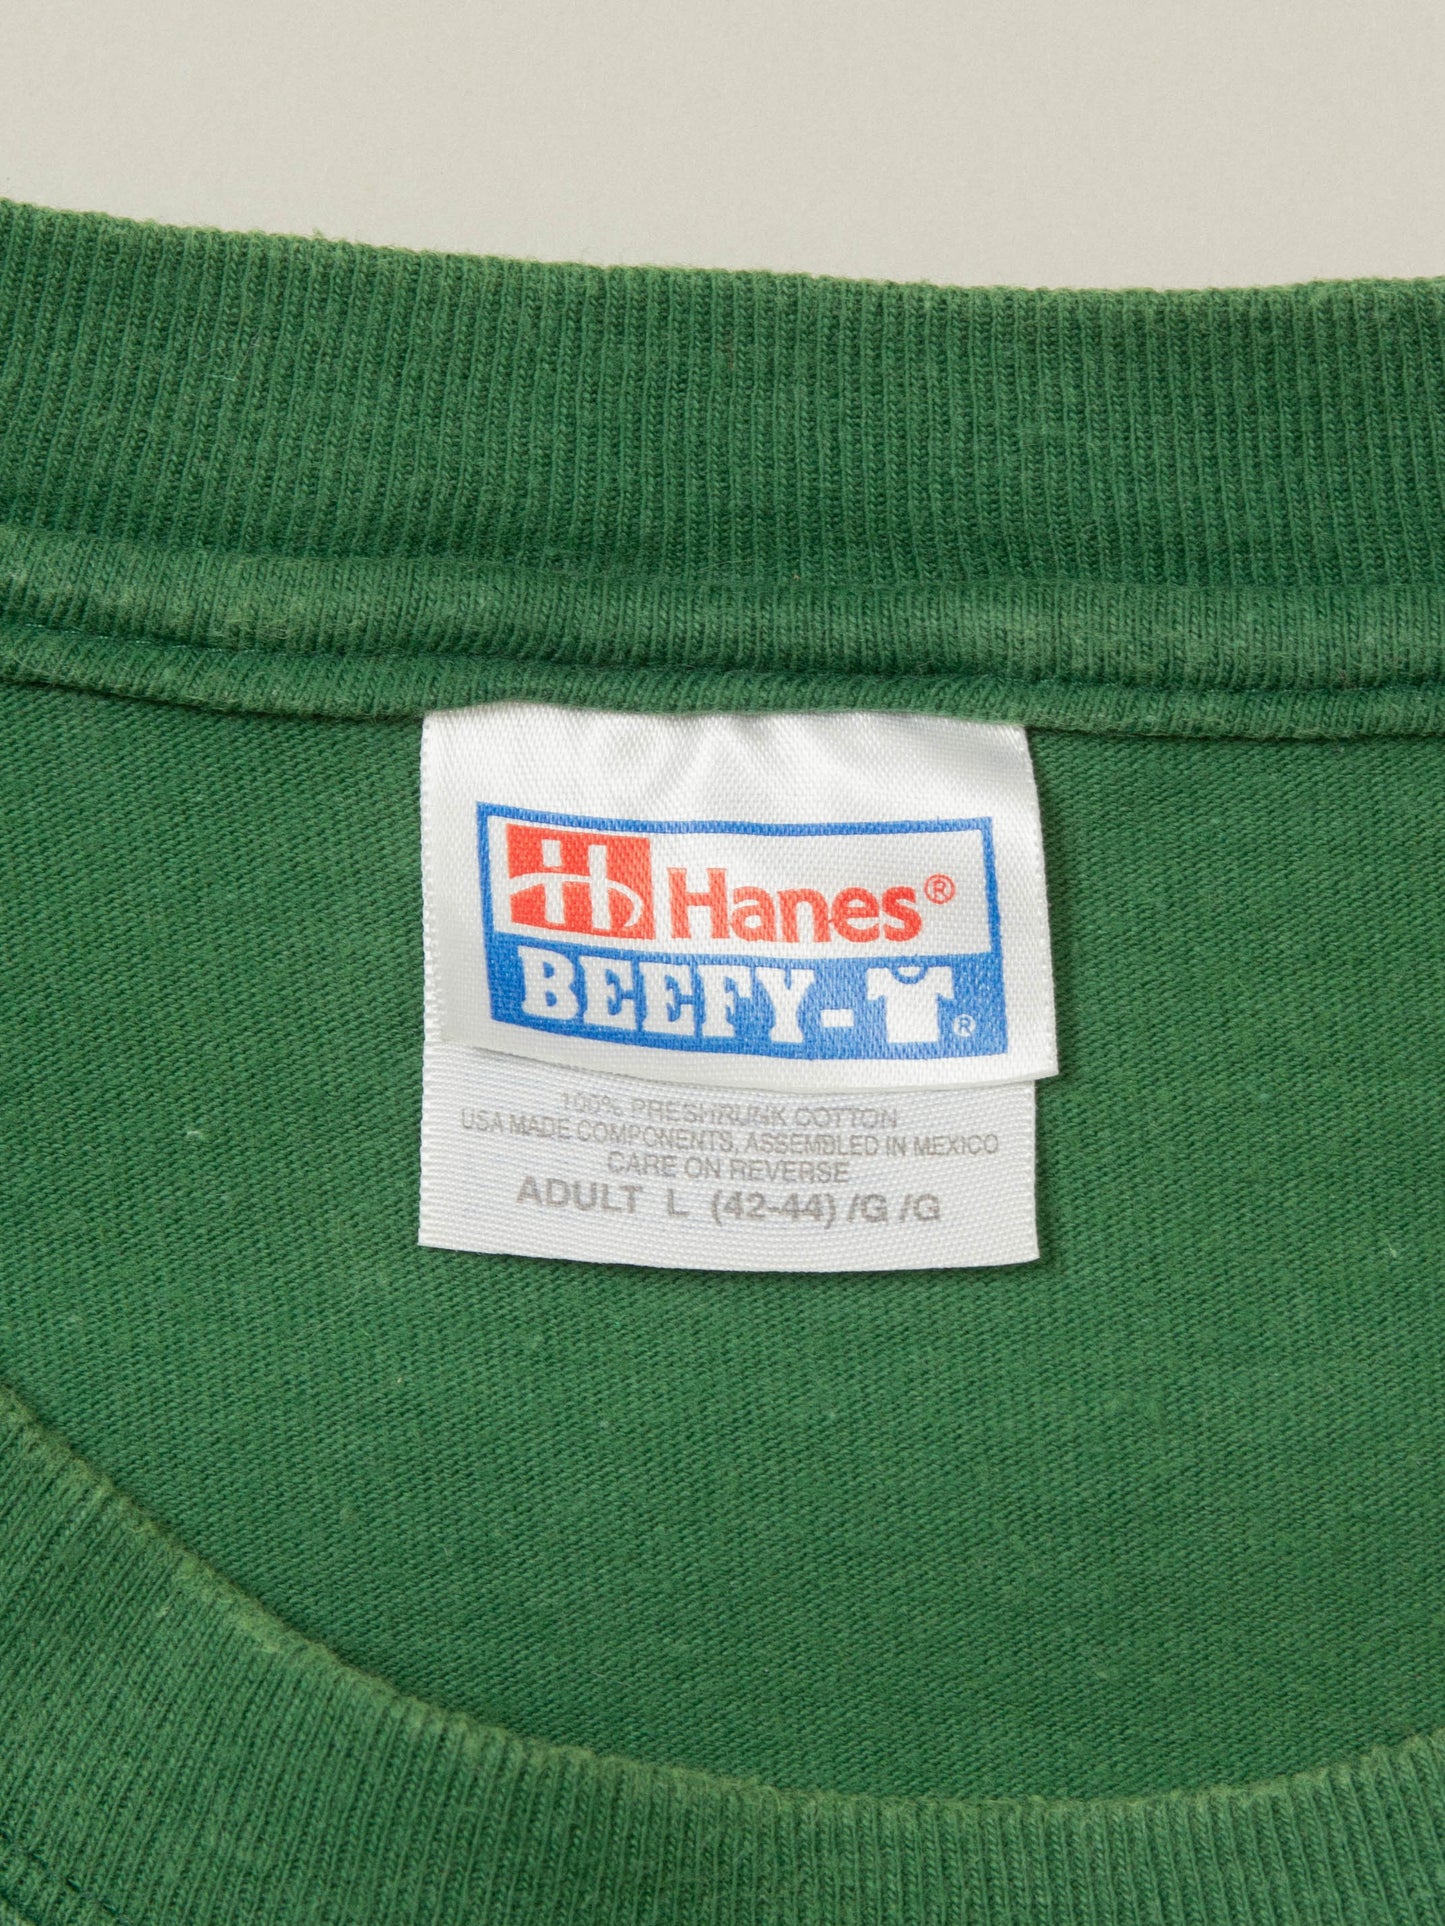 Hanes®
BEEFY-T®
100% PRESHRUNK COTTON
USA MADE COMPONENTS, ASSEMBLED IN MEXICO
CARE ON REVERSE
ADULT L (42-44) /G /G